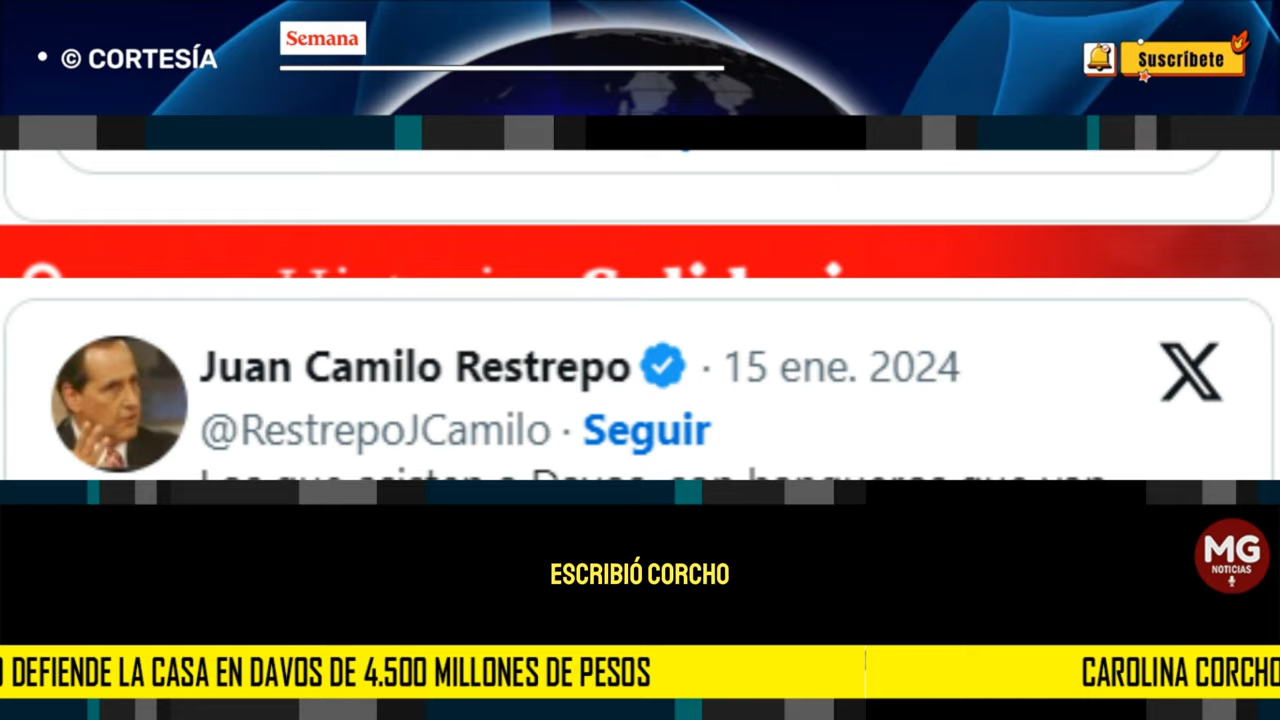 • © CORTESÍA
Semana
Suscríbete
Juan Camilo Restrepo · 15 ene. 2024
@RestrepoJCamilo · Seguir
ESCRIBIÓ CORCHO
MG
NOTICIAS
DEFIENDE LA CASA EN DAVOS DE 4.500 MILLONES DE PESOS
CAROLINA CORCHO